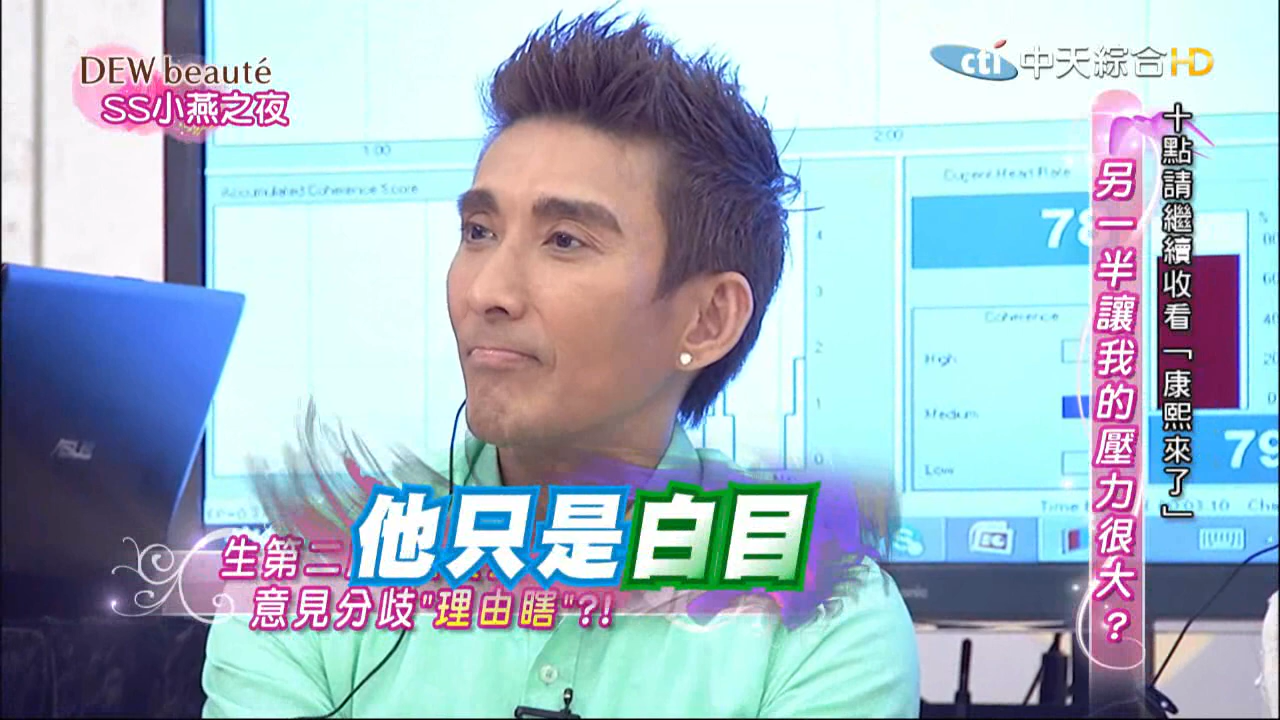 DEW beauté
SS小燕之夜
cti 中天綜合HD
十點請繼續收看「康熙來了」
另一半讓我的壓力很大？
1:00
2:00
Accumulated Coherence Score
Current Heart Rate
78
Coherence
High
Medium
Low
79
ASUS
他只是白目
生第二
意見分歧"理由瞎"?!